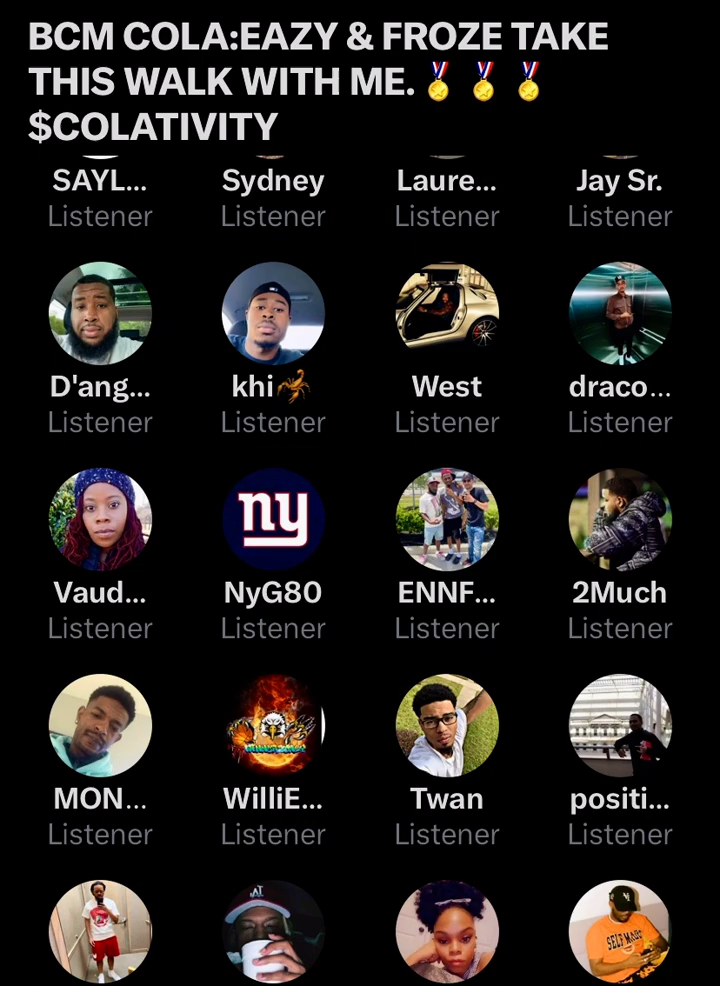 BCM COLA:EAZY & FROZE TAKE
THIS WALK WITH ME.🏅🏅🏅
$COLATIVITY
SAYL... Sydney Laure... Jay Sr.
Listener Listener Listener Listener
D'ang... khi🦂 West draco...
Listener Listener Listener Listener
ny
Vaud... NyG80 ENNF... 2Much
Listener Listener Listener Listener
MON... WilliE... Twan positi...
Listener Listener Listener Listener
SELF MADE